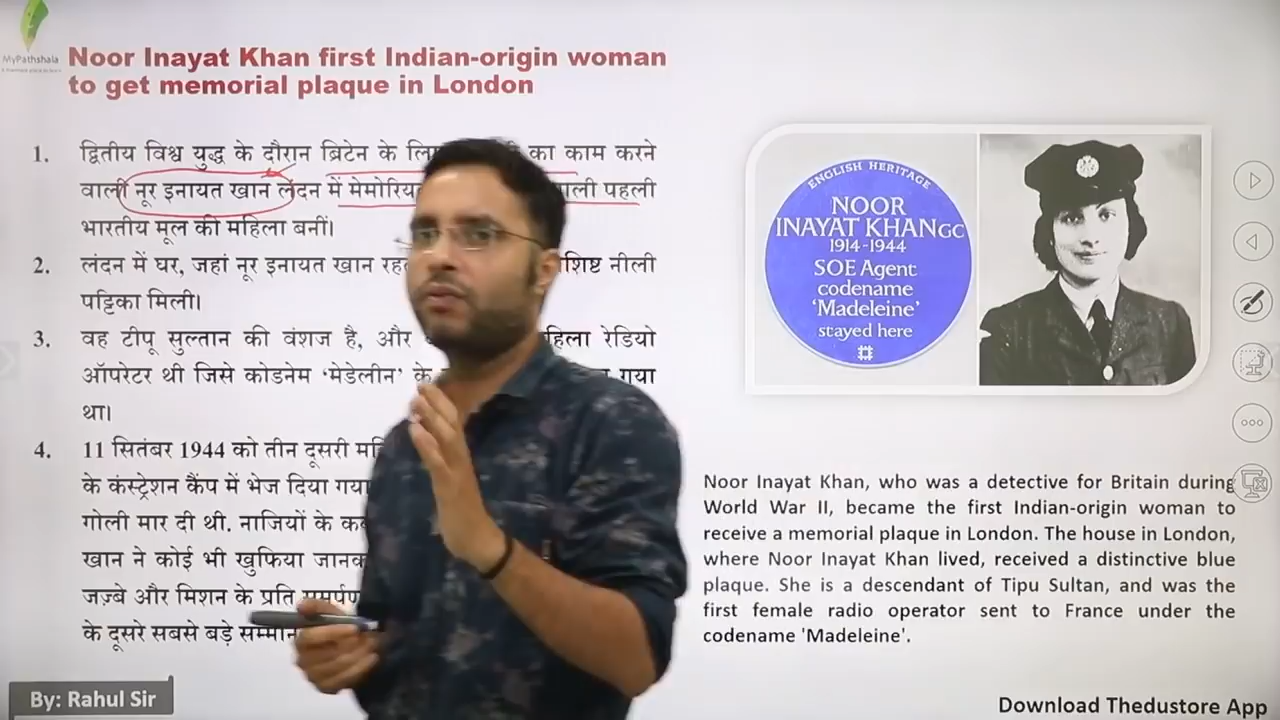 MyPathshala
Noor Inayat Khan first Indian-origin woman
to get memorial plaque in London
1. द्वितीय विश्व युद्ध के दौरान ब्रिटेन के का काम करने
वाली नूर इनायत खान लंदन में पहली
भारतीय मूल की महिला बनीं।
2. लंदन में घर, जहां नूर इनायत खान नीली
पट्टिका मिली।
3. वह टीपू सुल्तान की वंशज है, और रेडियो
ऑपरेटर थी जिसे कोडनेम ‘मेडेलीन’ के गया
था।
4. 11 सितंबर 1944 को तीन दूसरी
के कंस्ट्रेशन कैंप में भेज दिया गया
गोली मार दी थी. नाजियों के
खान ने कोई भी खुफिया
जज़्बे और मिशन के प्रति
के दूसरे सबसे बड़े सम्मान
ENGLISH HERITAGE
NOOR
INAYAT KHAN GC
1914-1944
SOE Agent
codename
‘Madeleine’
stayed here
Noor Inayat Khan, who was a detective for Britain during
World War II, became the first Indian-origin woman to
receive a memorial plaque in London. The house in London,
where Noor Inayat Khan lived, received a distinctive blue
plaque. She is a descendant of Tipu Sultan, and was the
first female radio operator sent to France under the
codename 'Madeleine'.
By: Rahul Sir
Download Thedustore App